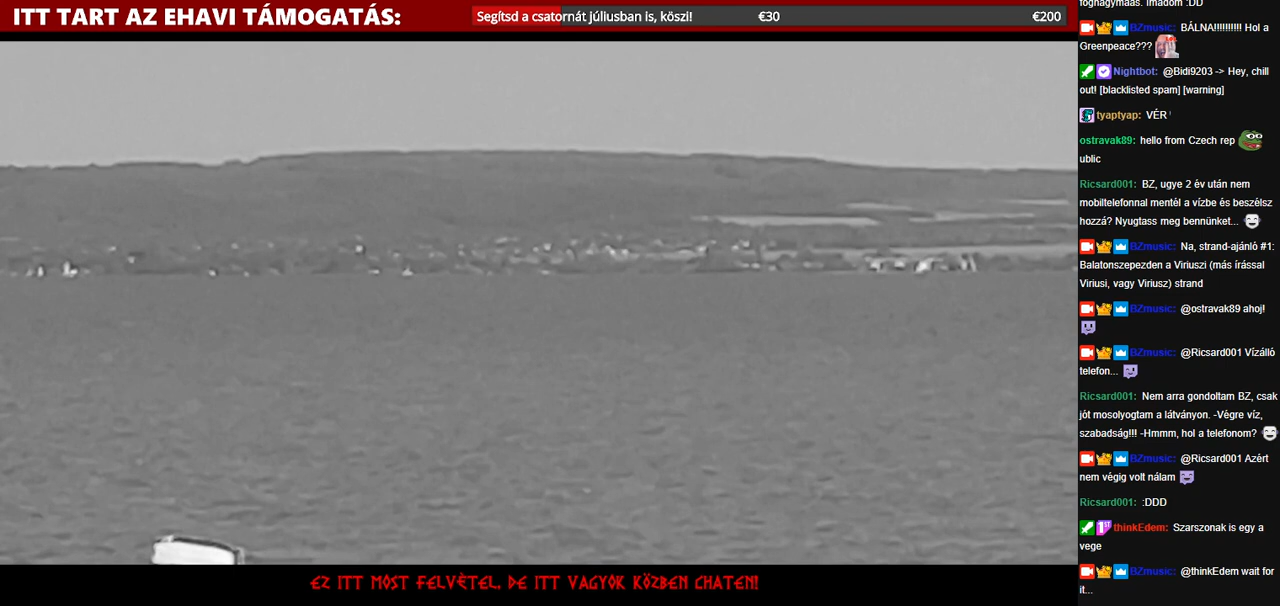 ITT TART AZ EHAVI TÁMOGATÁS:
Segítsd a csatornát júliusban is, köszi! €30 €200
foghagymáás. Imádom :DD
BZmusic: BÁLNA!!!!!!!!!! Hol a
Greenpeace???
Nightbot: @Bidi9203 -> Hey, chill
out! [blacklisted spam] [warning]
tyaptyap: VÉR
ostravak89: hello from Czech rep
ublic
Ricsard001: BZ, ugye 2 év után nem
mobiltelefonnal mentél a vízbe és beszélsz
hozzá? Nyugtass meg bennünket...
BZmusic: Na, strand-ajánló #1:
Balatonszepezden a Viriuszi (más írással
Viriusi, vagy Viriusz) strand
BZmusic: @ostravak89 ahoj!
BZmusic: @Ricsard001 Vízálló
telefon...
Ricsard001: Nem arra gondoltam BZ, csak
jót mosolyogtam a látványon. -Végre víz,
szabadság!!! -Hmmm, hol a telefonom?
BZmusic: @Ricsard001 Azért
nem végig volt nálam
Ricsard001: :DDD
1ST thinkEdem: Szarszonak is egy a
vege
BZmusic: @thinkEdem wait for
it...
EZ ITT MOST FELVÉTEL, DE ITT VAGYOK KÖZBEN CHATEN!